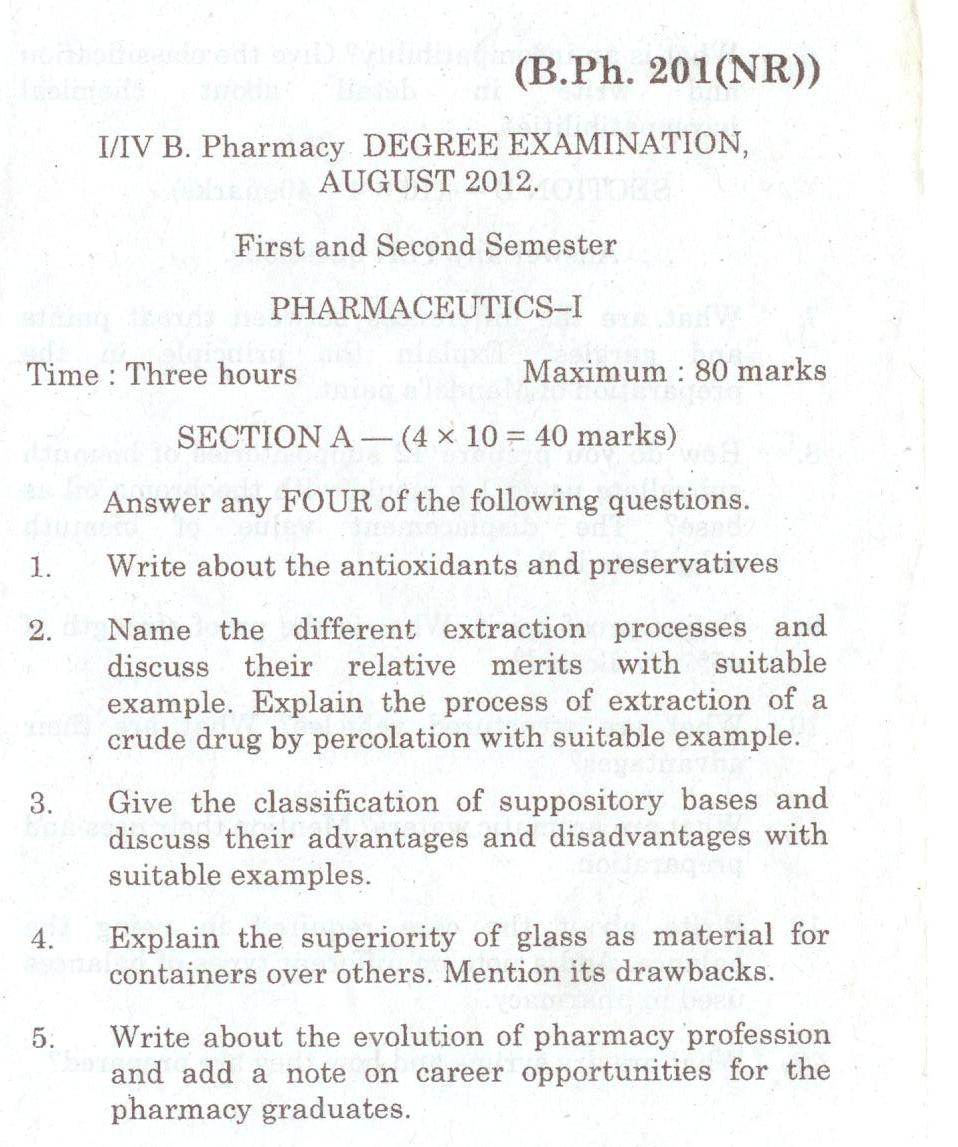 (B.Ph. 201(NR))
I/IV B. Pharmacy DEGREE EXAMINATION,
AUGUST 2012.
First and Second Semester
PHARMACEUTICS-I
Time : Three hours Maximum : 80 marks
SECTION A — (4 × 10 = 40 marks)
Answer any FOUR of the following questions.
1. Write about the antioxidants and preservatives
2. Name the different extraction processes and
discuss their relative merits with suitable
example. Explain the process of extraction of a
crude drug by percolation with suitable example.
3. Give the classification of suppository bases and
discuss their advantages and disadvantages with
suitable examples.
4. Explain the superiority of glass as material for
containers over others. Mention its drawbacks.
5. Write about the evolution of pharmacy profession
and add a note on career opportunities for the
pharmacy graduates.